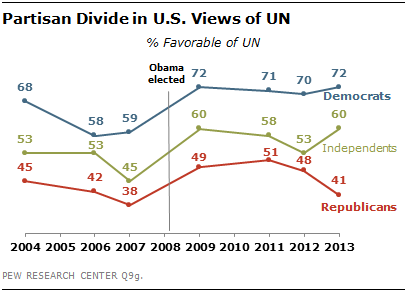 Partisan Divide in U.S. Views of UN
% Favorable of UN
Obama
elected
68 58 59 72 71 70 72
Democrats
53 53 45 60 58 53 60
Independents
45 42 38 49 51 48 41
Republicans
2004 2005 2006 2007 2008 2009 2010 2011 2012 2013
PEW RESEARCH CENTER Q9g.